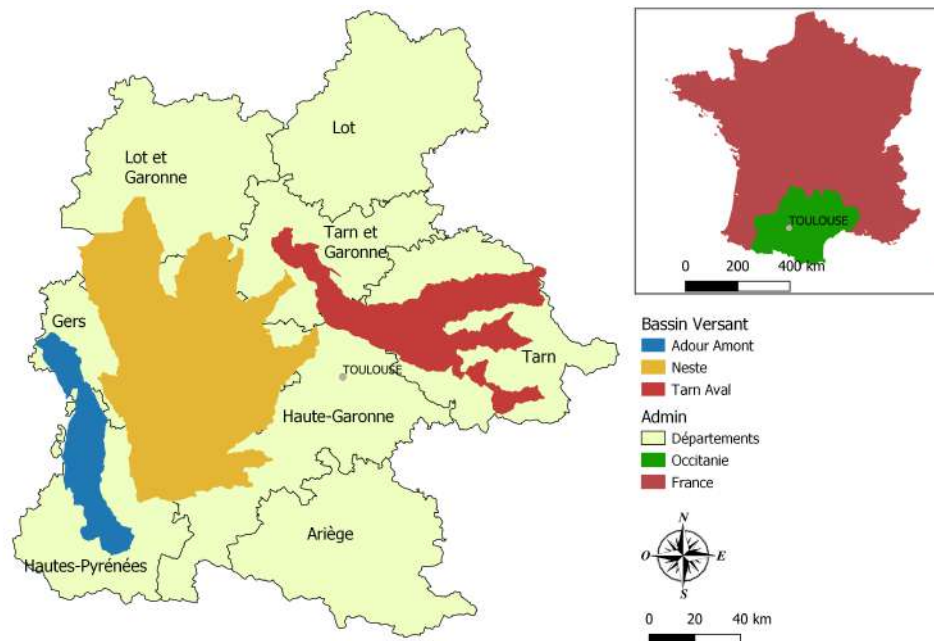 Lot
Lot et
Garonne
Tarn et
Garonne
Gers
Tarn
TOULOUSE
Haute-Garonne
Ariège
Hautes-Pyrénées
TOULOUSE
0 200 400 km
Bassin Versant
Adour Amont
Neste
Tarn Aval
Admin
Départements
Occitanie
France
N
O E
S
0 20 40 km